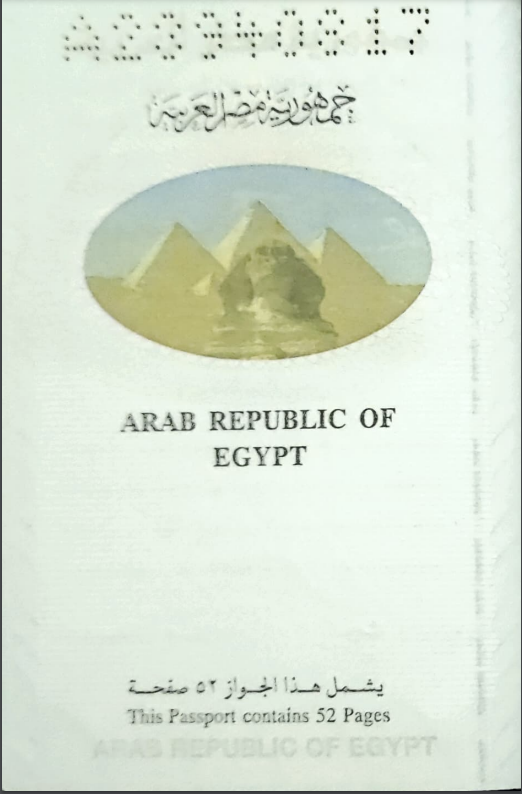 A28940617
جمهورية مصر العربية
ARAB REPUBLIC OF
EGYPT
يشمل هذا الجواز ٥٢ صفحة
This Passport contains 52 Pages
ARAB REPUBLIC OF EGYPT